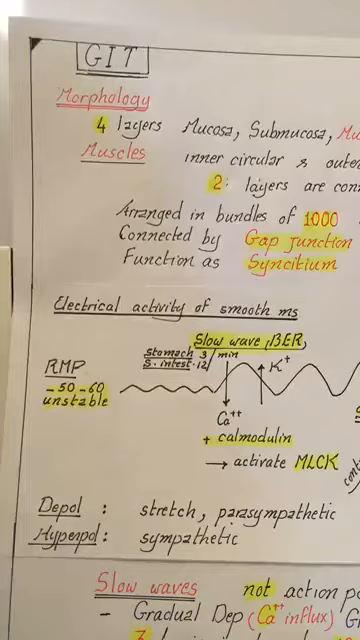 GIT
Morphology
4 layers Mucosa, Submucosa,
Muscles inner circular &
2 layers are
Arranged in bundles of 1000
Connected by Gap junction
Function as Syncitium
Electrical activity of smooth ms
Slow wave, BER
Stomach 3/min
S. intest. 12/
RMP
-50 -60
unstable
K+
Ca++
+ calmodulin
→ activate MLCK
Depol : stretch, parasympathetic
Hyperpol : sympathetic
Slow waves not action
- Gradual Dep (Ca++ influx)